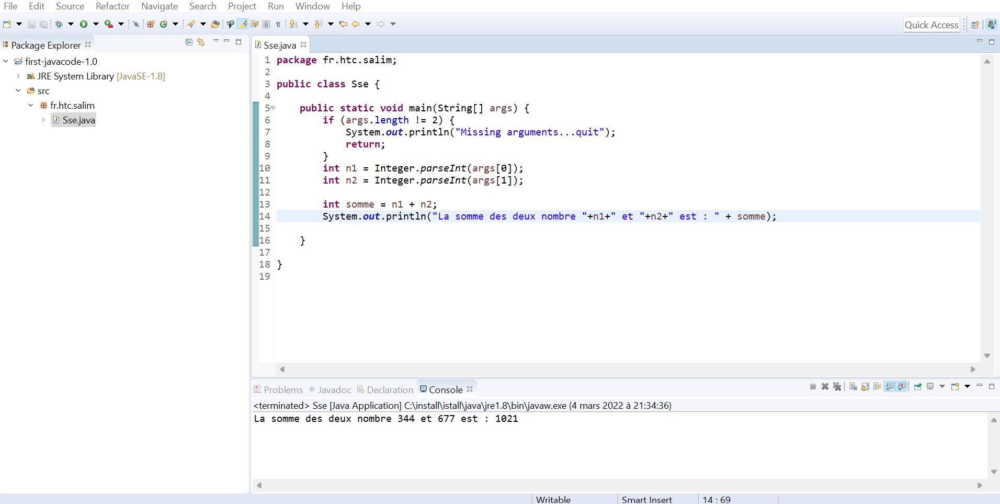 File Edit Source Refactor Navigate Search Project Run Window Help
Quick Access
Package Explorer
first-javacode-1.0
JRE System Library [JavaSE-1.8]
src
fr.htc.salim
Sse.java
Sse.java
1 package fr.htc.salim;
2
3 public class Sse {
4
5     public static void main(String[] args) {
6         if (args.length != 2) {
7             System.out.println("Missing arguments...quit");
8             return;
9         }
10         int n1 = Integer.parseInt(args[0]);
11         int n2 = Integer.parseInt(args[1]);
12
13         int somme = n1 + n2;
14         System.out.println("La somme des deux nombre "+n1+" et "+n2+" est : " + somme);
15
16     }
17
18 }
19
Problems @ Javadoc Declaration Console
<terminated> Sse [Java Application] C:\install\istall\java\jre1.8\bin\javaw.exe (4 mars 2022 à 21:34:36)
La somme des deux nombre 344 et 677 est : 1021
Writable Smart Insert 14 : 69